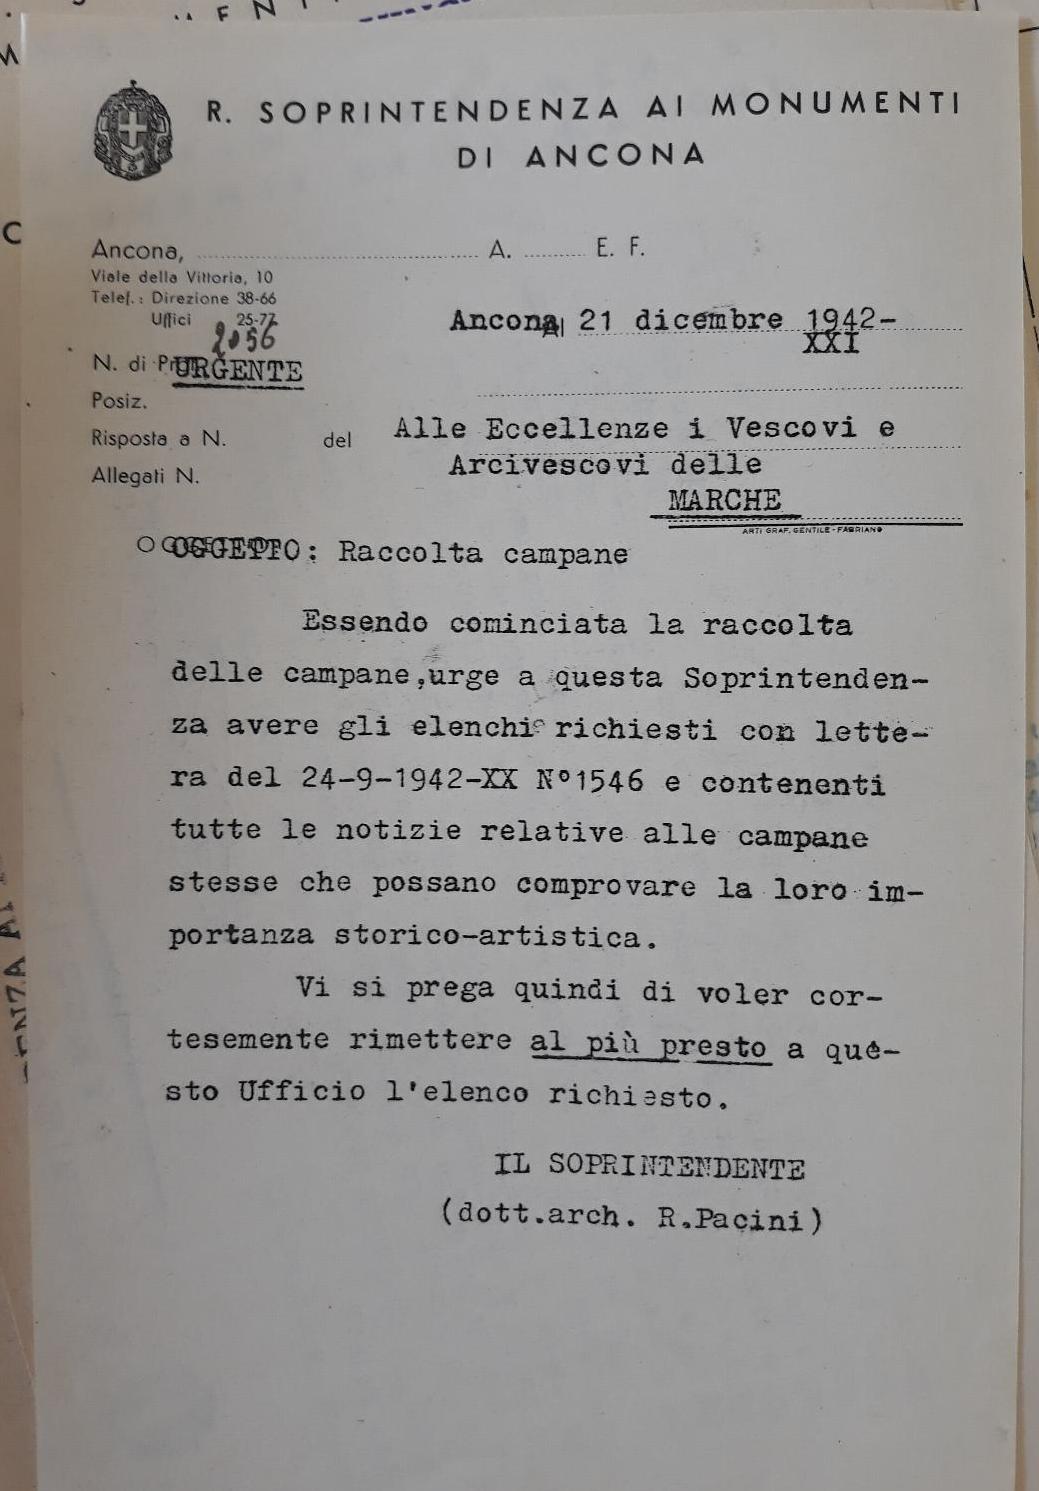 R. SOPRINTENDENZA AI MONUMENTI
DI ANCONA
Ancona, A. E. F.
Viale della Vittoria, 10
Telef.: Direzione 38-66
Uffici 25-77
Ancona, 21 dicembre 1942-
XXI
2056
N. di Prot. URGENTE
Posiz.
Risposta a N. del
Allegati N.
Alle Eccellenze i Vescovi e
Arcivescovi delle
MARCHE
ARTI GRAF. GENTILE - FABRIANO
OGGETTO: Raccolta campane
Essendo cominciata la raccolta
delle campane, urge a questa Soprintenden-
za avere gli elenchi richiesti con lette-
ra del 24-9-1942-XX N°1546 e contenenti
tutte le notizie relative alle campane
stesse che possano comprovare la loro im-
portanza storico-artistica.
Vi si prega quindi di voler cor-
tesemente rimettere al più presto a que-
sto Ufficio l'elenco richiesto.
IL SOPRINTENDENTE
(dott.arch. R.Pacini)